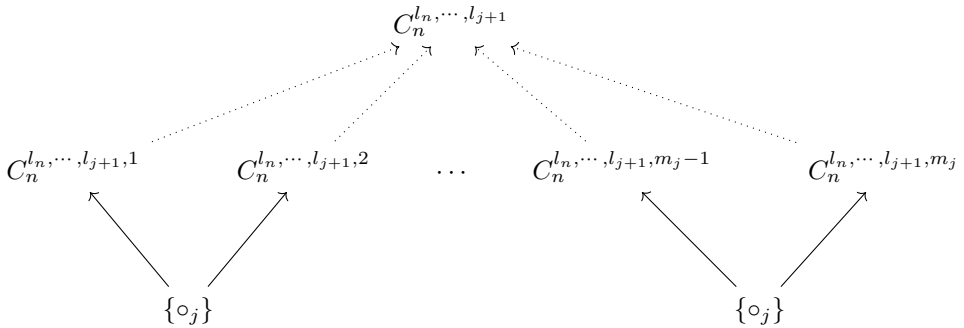 $C_n^{l_n,\cdots,l_{j+1}}$
$C_n^{l_n,\cdots,l_{j+1},1}$ $C_n^{l_n,\cdots,l_{j+1},2}$ $\cdots$ $C_n^{l_n,\cdots,l_{j+1},m_j-1}$ $C_n^{l_n,\cdots,l_{j+1},m_j}$
$\{\circ_j\}$ $\{\circ_j\}$